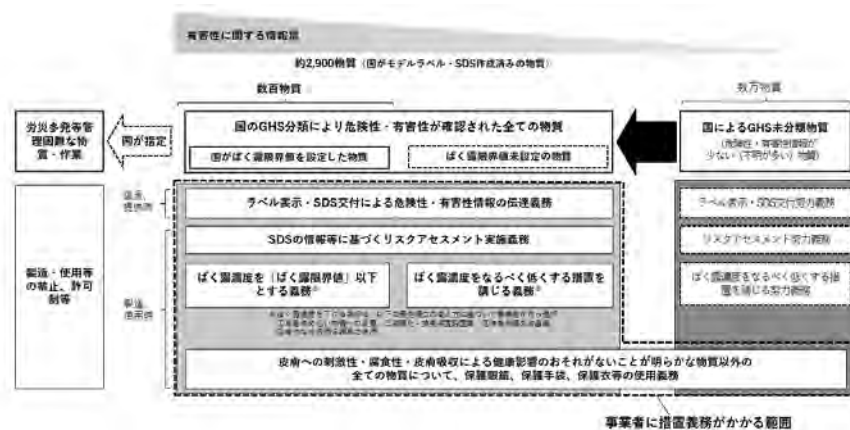 有害性に関する情報量
約2,900物質（国がモデルラベル・SDS作成済みの物質）
数百物質
数万物質
労災多発等管
理困難な物
質・作業
国が指定
国のGHS分類により危険性・有害性が確認された全ての物質
国がばく露限界値を設定した物質
ばく露限界値未設定の物質
国によるGHS未分類物質
（危険性・有害性情報が
少ない（不明が多い）物質）
製造・使用等
の禁止、許可
制等
ラベル表示・SDS交付による危険性・有害性情報の伝達義務
SDSの情報等に基づくリスクアセスメント実施義務
ばく露濃度を「ばく露限界値」以下
とする義務※
ばく露濃度をなるべく低くする措置を
講じる義務※
ラベル表示・SDS交付努力義務
リスクアセスメント努力義務
ばく露濃度をなるべく低くする措
置を講じる努力義務
皮膚への刺激性・腐食性・皮膚吸収による健康影響のおそれがないことが明らかな物質以外の
全ての物質について、保護眼鏡、保護手袋、保護衣等の使用義務
事業者に措置義務がかかる範囲